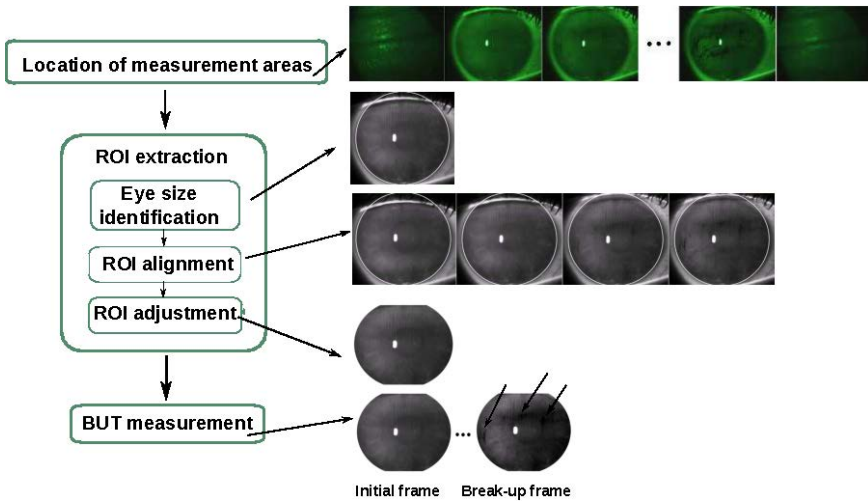 Location of measurement areas
ROI extraction
Eye size
identification
ROI alignment
ROI adjustment
BUT measurement
Initial frame
Break-up frame